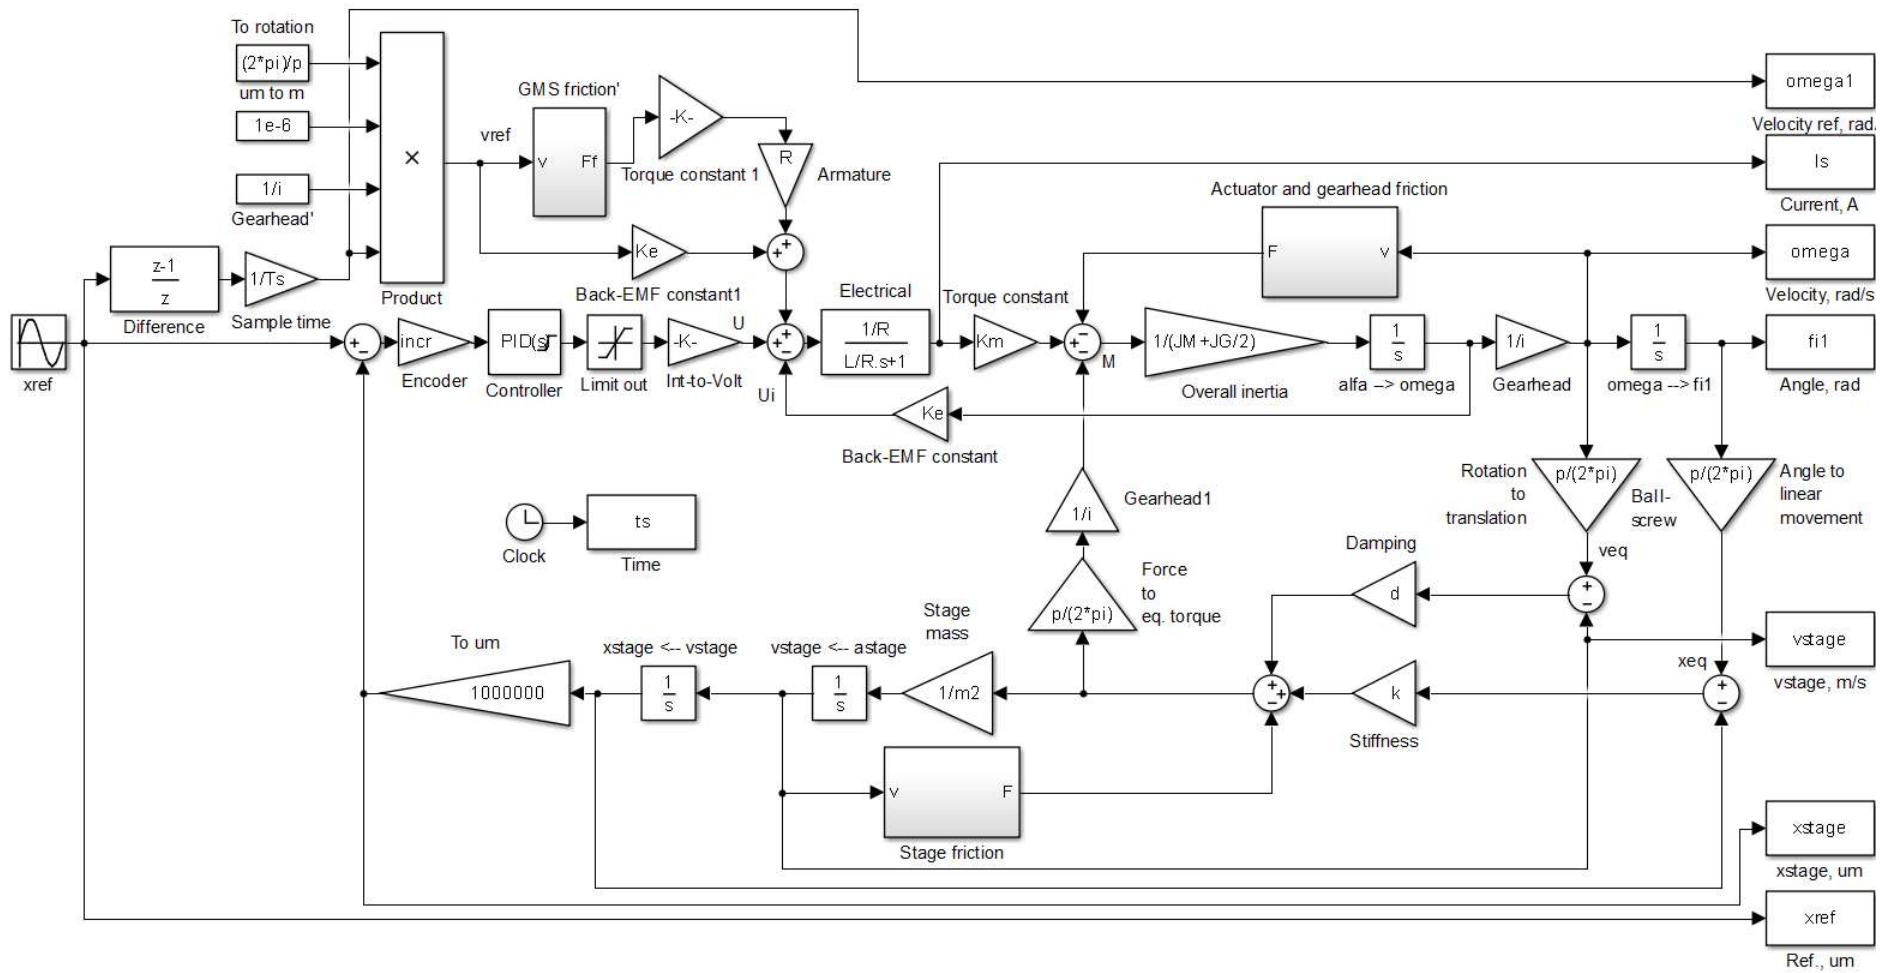 To rotation
(2*pi)/p
um to m
1e-6
1/i
Gearhead'
×
Product
vref
GMS friction'
v
Ff
-K-
Torque constant 1
R
Armature
Ke
Back-EMF constant1
z-1
z
Difference
1/Ts
Sample time
xref
+
−
incr
Encoder
PID(s)
Controller
Limit out
-K-
Int-to-Volt
U
Ui
+
+
+
+
−
Electrical
1/R
L/R.s+1
Torque constant
Km
−
+
−
M
Actuator and gearhead friction
F
v
1/(JM+JG/2)
Overall inertia
1
s
alfa --> omega
1/i
Gearhead
1
s
omega --> fi1
Ke
Back-EMF constant
omega1
Velocity ref, rad.
Is
Current, A
omega
Velocity, rad/s
fi1
Angle, rad
Clock
ts
Time
1/i
Gearhead1
p/(2*pi)
Force
to
eq. torque
Rotation
to
translation
p/(2*pi)
Ball-
screw
p/(2*pi)
Angle to
linear
movement
veq
+
−
Damping
d
xeq
+
−
k
Stiffness
+
+
+
vstage
vstage, m/s
Stage
mass
1/m2
vstage <-- astage
1
s
xstage <-- vstage
1
s
To um
1000000
v
F
Stage friction
xstage
xstage, um
xref
Ref., um